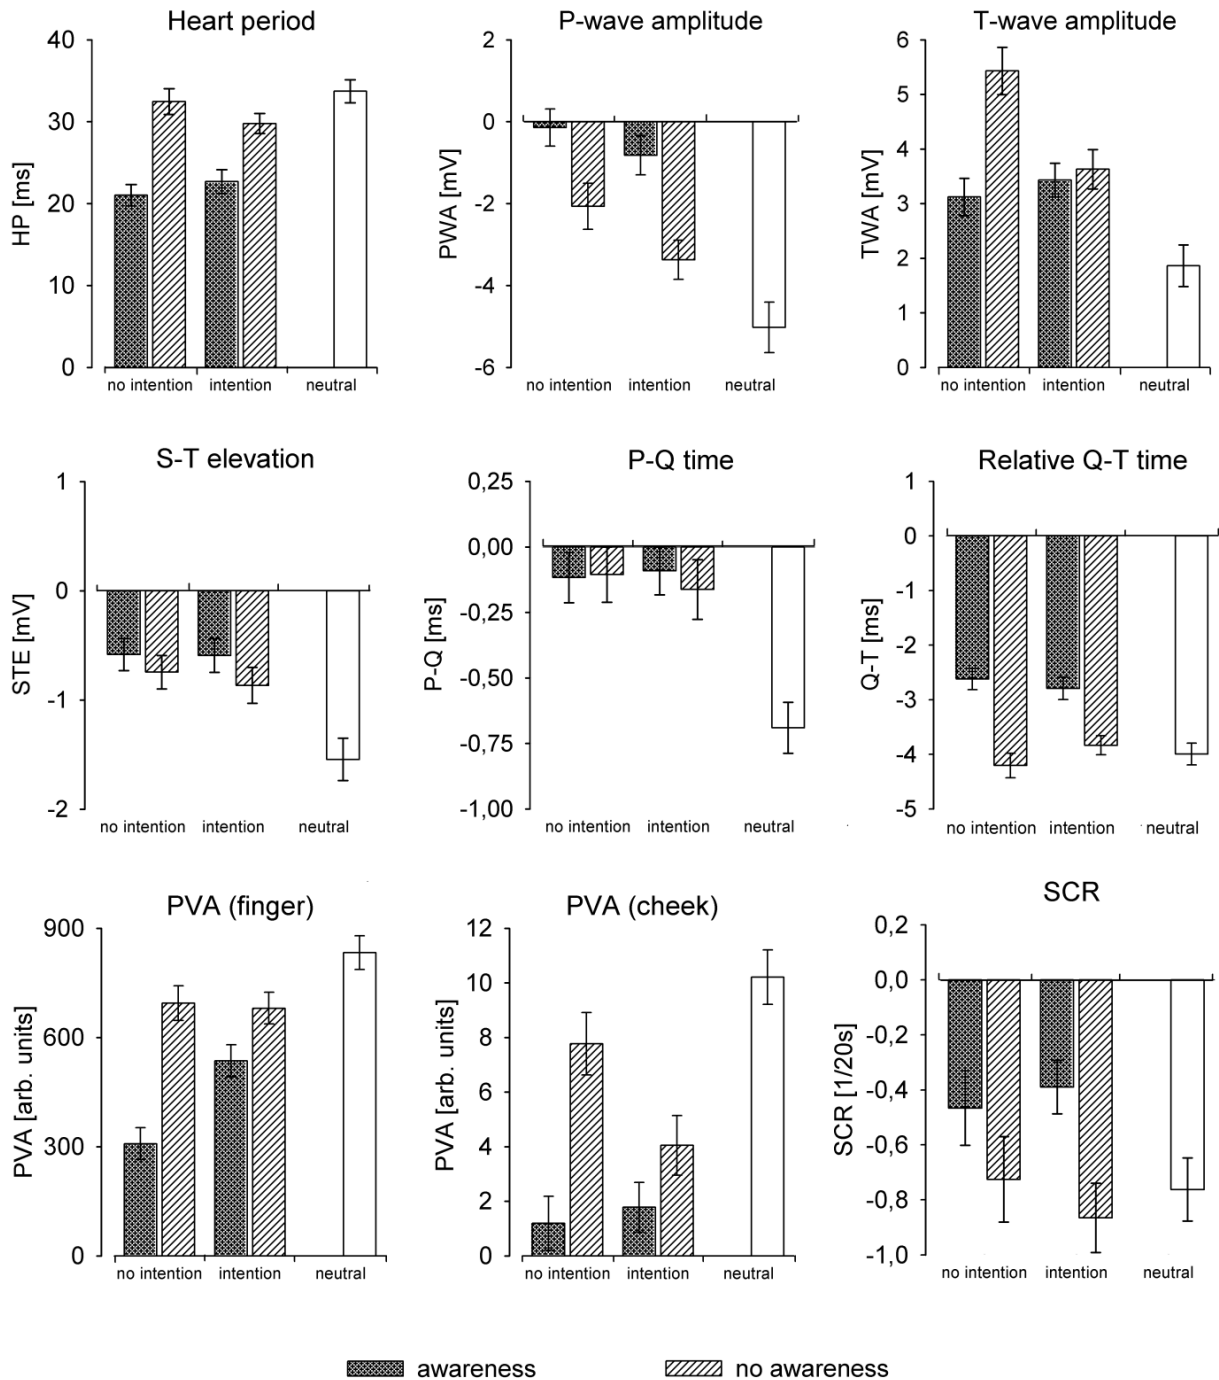 Heart period
P-wave amplitude
T-wave amplitude
HP [ms]
40
30
20
10
0
no intention
intention
neutral
PWA [mV]
2
0
-2
-4
-6
no intention
intention
neutral
TWA [mV]
6
5
4
3
2
1
0
no intention
intention
neutral
S-T elevation
P-Q time
Relative Q-T time
STE [mV]
1
0
-1
-2
no intention
intention
neutral
P-Q [ms]
0,25
0,00
-0,25
-0,50
-0,75
-1,00
no intention
intention
neutral
Q-T [ms]
1
0
-1
-2
-3
-4
-5
no intention
intention
neutral
PVA (finger)
PVA (cheek)
SCR
PVA [arb. units]
900
600
300
0
no intention
intention
neutral
PVA [arb. units]
12
10
8
6
4
2
0
no intention
intention
neutral
SCR [1/20s]
0,2
0,0
-0,2
-0,4
-0,6
-0,8
-1,0
no intention
intention
neutral
awareness
no awareness